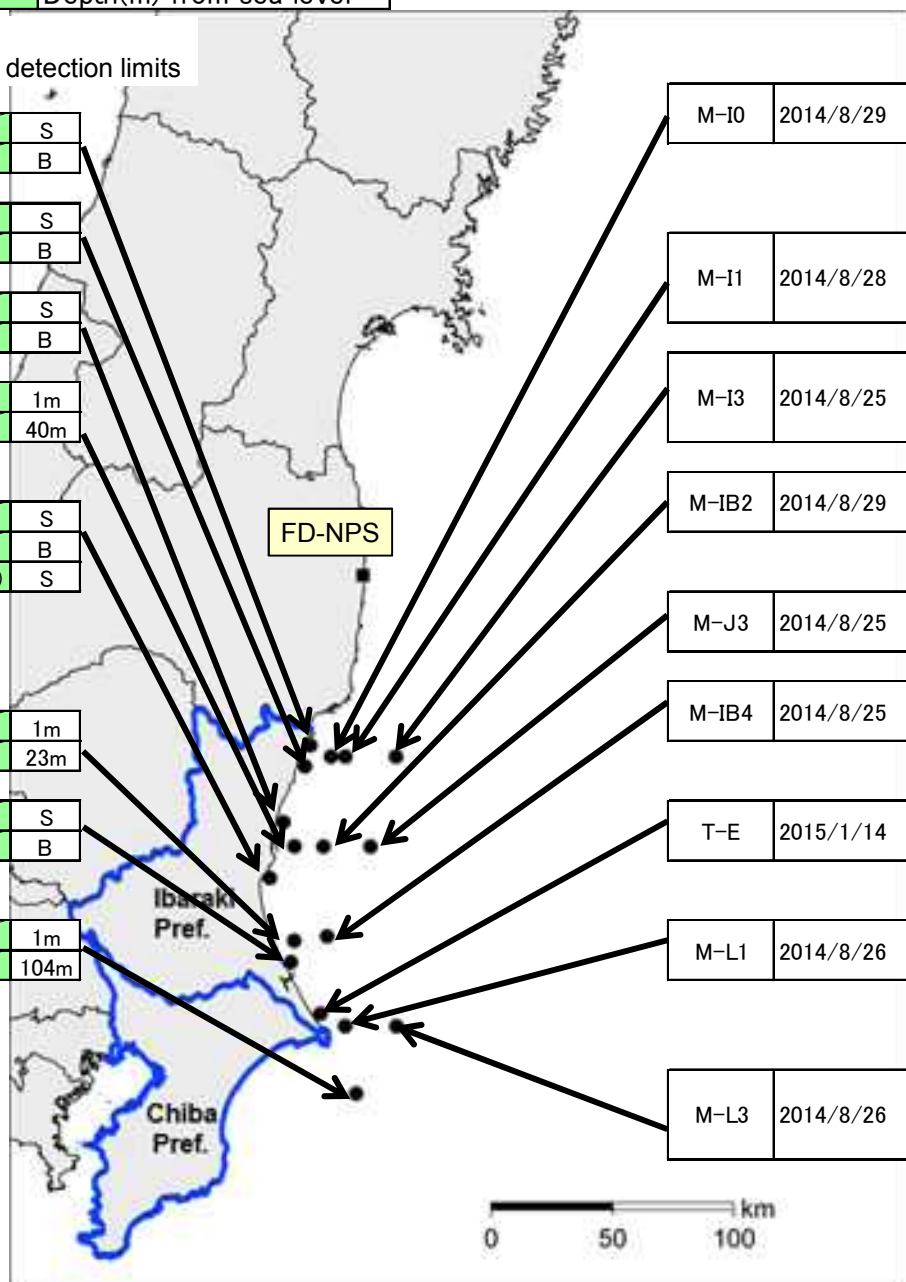 Depth(m) from sea level
detection limits
S
B
S
B
S
B
1m
40m
S
B
S
1m
23m
S
B
1m
104m
M-I0 2014/8/29
M-I1 2014/8/28
M-I3 2014/8/25
M-IB2 2014/8/29
M-J3 2014/8/25
M-IB4 2014/8/25
T-E 2015/1/14
M-L1 2014/8/26
M-L3 2014/8/26
FD-NPS
Ibaraki
Pref.
Chiba
Pref.
km
0 50 100